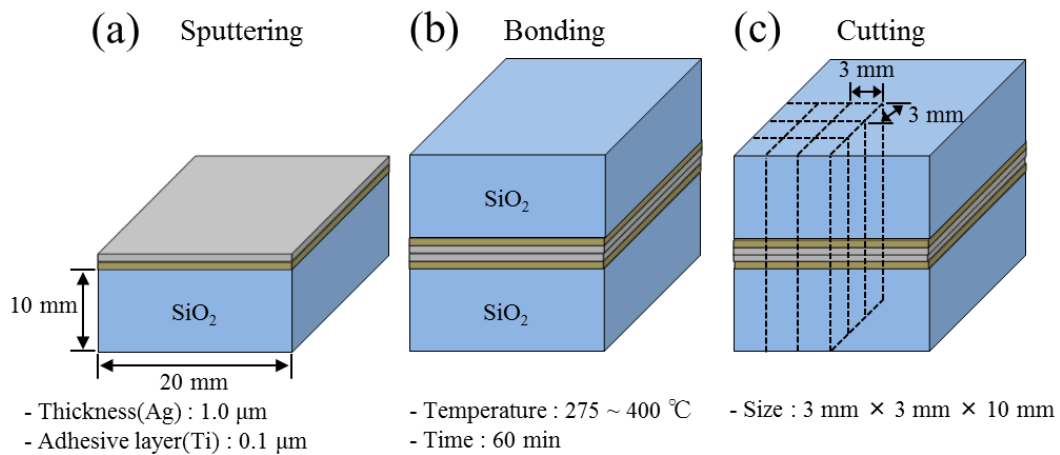 (a) Sputtering
(b) Bonding
(c) Cutting
3 mm
3 mm
SiO₂
10 mm
SiO₂
SiO₂
20 mm
- Thickness(Ag) : 1.0 μm
- Adhesive layer(Ti) : 0.1 μm
- Temperature : 275 ~ 400 ℃
- Time : 60 min
- Size : 3 mm × 3 mm × 10 mm